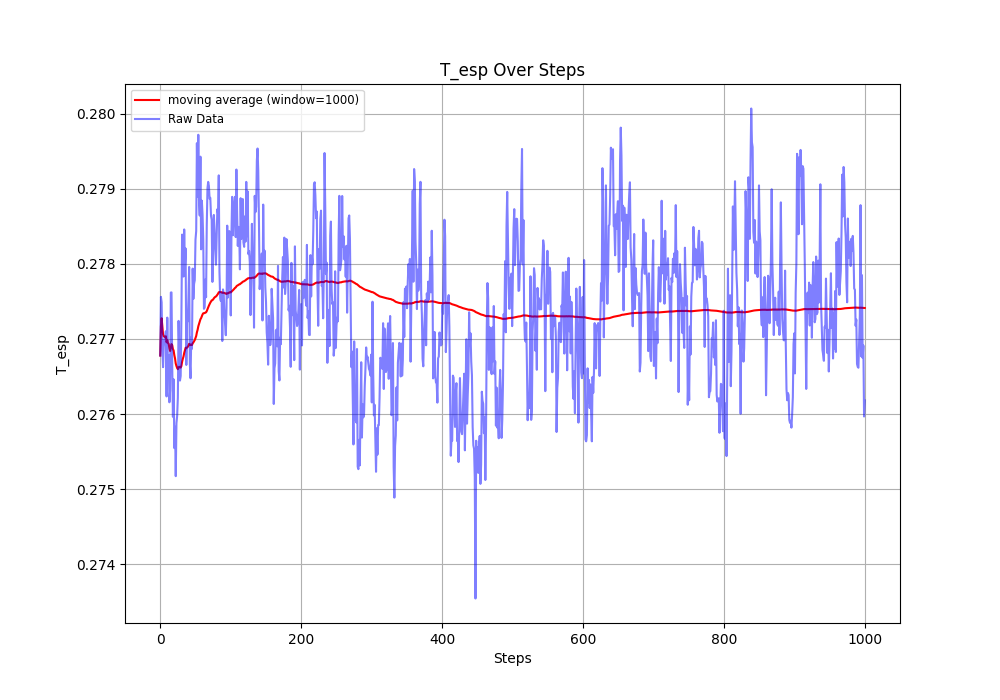 T_esp Over Steps
moving average (window=1000)
Raw Data
0.280
0.279
0.278
0.277
0.276
0.275
0.274
T_esp
0
200
400
600
800
1000
Steps